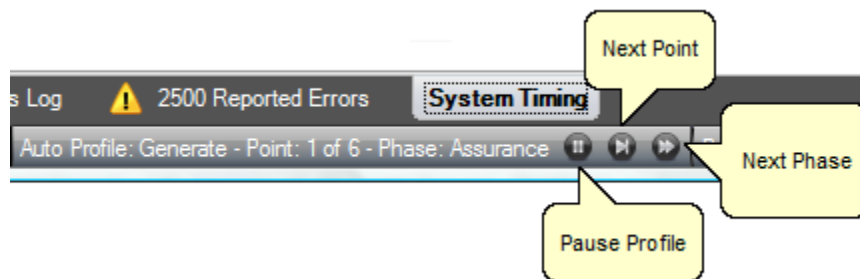 Next Point
s Log 2500 Reported Errors System Timing
Auto Profile: Generate - Point: 1 of 6 - Phase: Assurance
Next Phase
Pause Profile